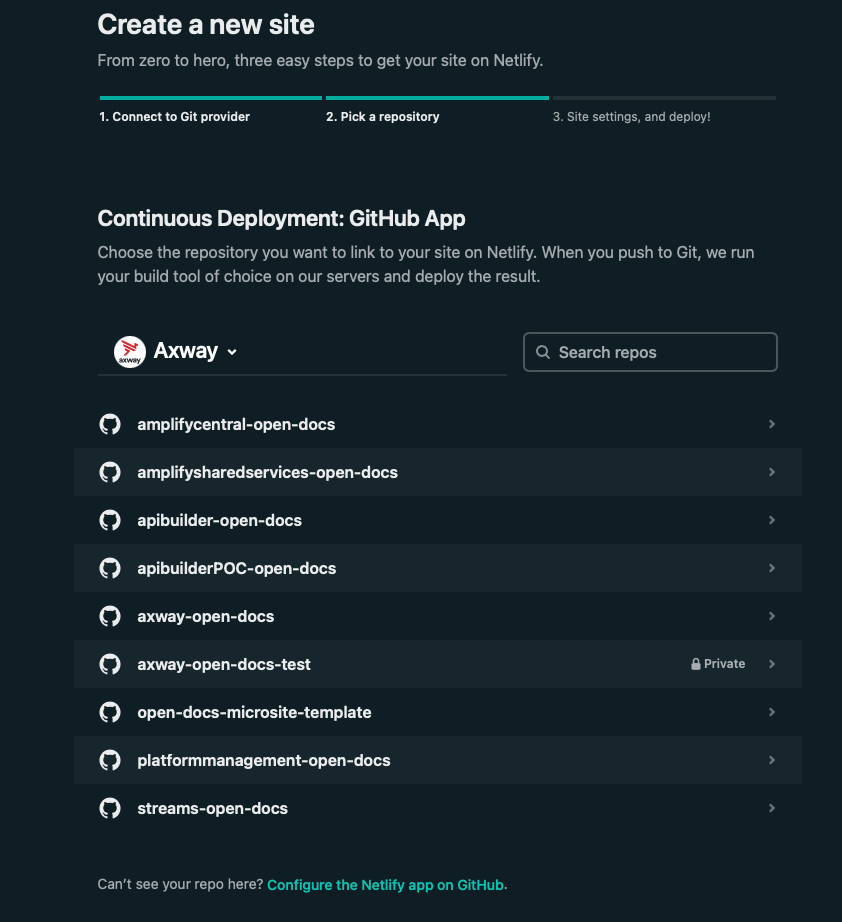 Create a new site
From zero to hero, three easy steps to get your site on Netlify.
1. Connect to Git provider
2. Pick a repository
3. Site settings, and deploy!
Continuous Deployment: GitHub App
Choose the repository you want to link to your site on Netlify. When you push to Git, we run
your build tool of choice on our servers and deploy the result.
axway
Axway
Search repos
amplifycentral-open-docs
amplifysharedservices-open-docs
apibuilder-open-docs
apibuilderPOC-open-docs
axway-open-docs
axway-open-docs-test
Private
open-docs-microsite-template
platformmanagement-open-docs
streams-open-docs
Can’t see your repo here? Configure the Netlify app on GitHub.